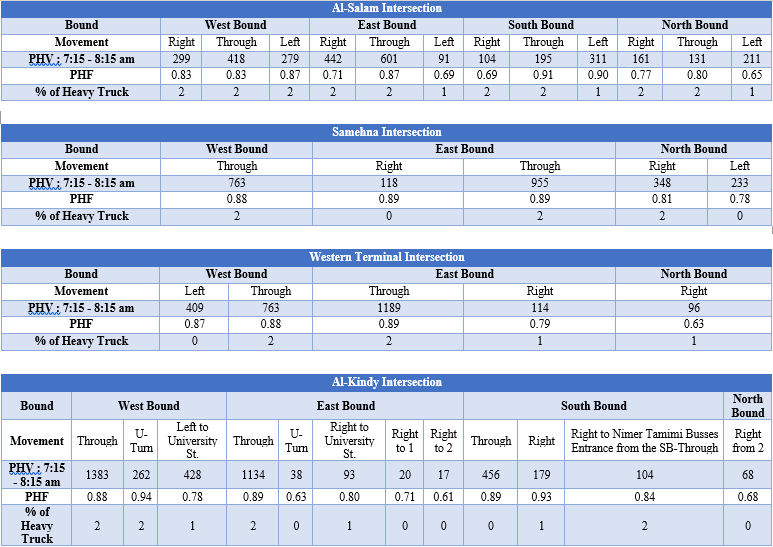 Al-Salam Intersection
Bound West Bound East Bound South Bound North Bound
Movement Right Through Left Right Through Left Right Through Left Right Through Left
PHV : 7:15 - 8:15 am 299 418 279 442 601 91 104 195 311 161 131 211
PHF 0.83 0.83 0.87 0.71 0.87 0.69 0.69 0.91 0.90 0.77 0.80 0.65
% of Heavy Truck 2 2 2 2 2 1 2 2 1 2 2 1
Samehna Intersection
Bound West Bound East Bound North Bound
Movement Through Right Through Right Left
PHV : 7:15 - 8:15 am 763 118 955 348 233
PHF 0.88 0.89 0.89 0.81 0.78
% of Heavy Truck 2 0 2 2 0
Western Terminal Intersection
Bound West Bound East Bound North Bound
Movement Left Through Through Right Right
PHV : 7:15 - 8:15 am 409 763 1189 114 96
PHF 0.87 0.88 0.89 0.79 0.63
% of Heavy Truck 0 2 2 1 1
Al-Kindy Intersection
Bound West Bound East Bound South Bound North Bound
Movement Through U-Turn Left to University St. Through U-Turn Right to University St. Right to 1 Right to 2 Through Right Right to Nimer Tamimi Busses Entrance from the SB-Through Right from 2
PHV : 7:15 - 8:15 am 1383 262 428 1134 38 93 20 17 456 179 104 68
PHF 0.88 0.94 0.78 0.89 0.63 0.80 0.71 0.61 0.89 0.93 0.84 0.68
% of Heavy Truck 2 2 1 2 0 1 0 0 0 1 2 0